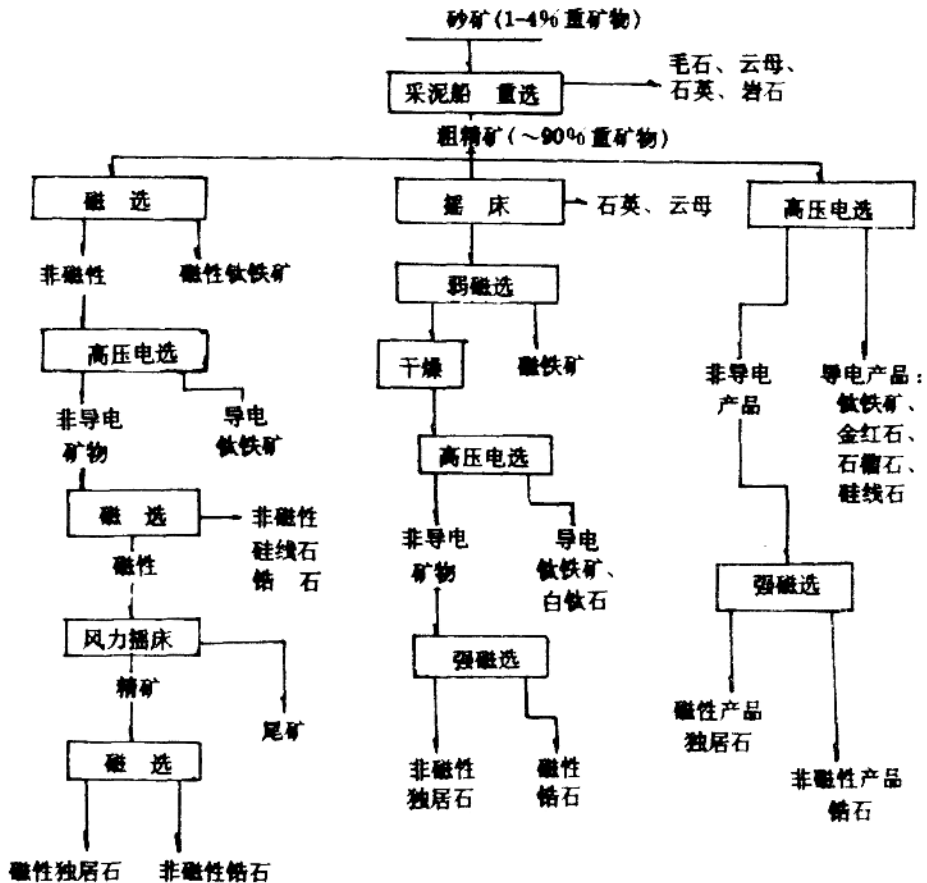 砂矿(1-4%重矿物)
采泥船 重选
毛石、云母、
石英、岩石
粗精矿(～90%重矿物)
磁 选
非磁性
磁性钛铁矿
高压电选
非导电
矿物
导电
钛铁矿
磁 选
非磁性
硅线石
锆 石
磁性
风力摇床
精矿
尾矿
磁 选
磁性独居石
非磁性锆石
摇 床
石英、云母
弱磁选
干燥
磁铁矿
高压电选
非导电
矿物
导电
钛铁矿、
白钛石
强磁选
非磁性
独居石
磁性
锆石
高压电选
非导电
产品
导电产品：
钛铁矿、
金红石、
石榴石、
硅线石
强磁选
磁性产品
独居石
非磁性产品
锆石